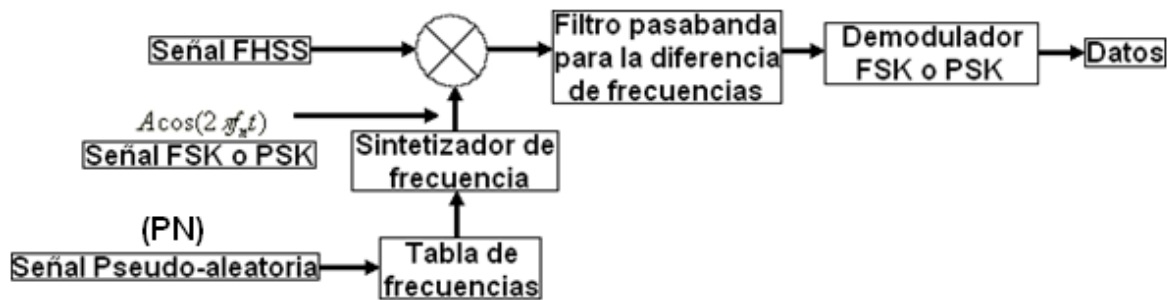 Señal FHSS
Filtro pasabanda
para la diferencia
de frecuencias
Demodulador
FSK o PSK
Datos
Acos(2πfₙt)
Señal FSK o PSK
Sintetizador de
frecuencia
(PN)
Señal Pseudo-aleatoria
Tabla de
frecuencias